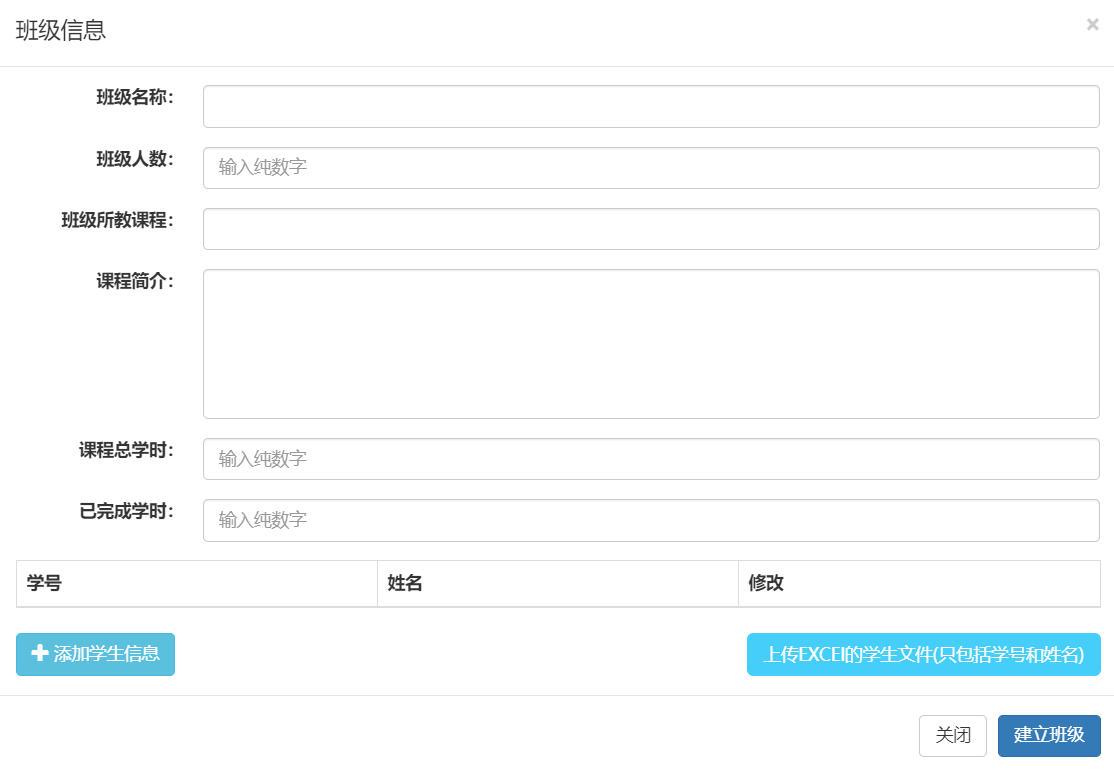 班级信息
×
班级名称：
班级人数： 输入纯数字
班级所教课程：
课程简介：
课程总学时： 输入纯数字
已完成学时： 输入纯数字
学号 姓名 修改
添加学生信息 上传EXCEl的学生文件(只包括学号和姓名)
关闭 建立班级